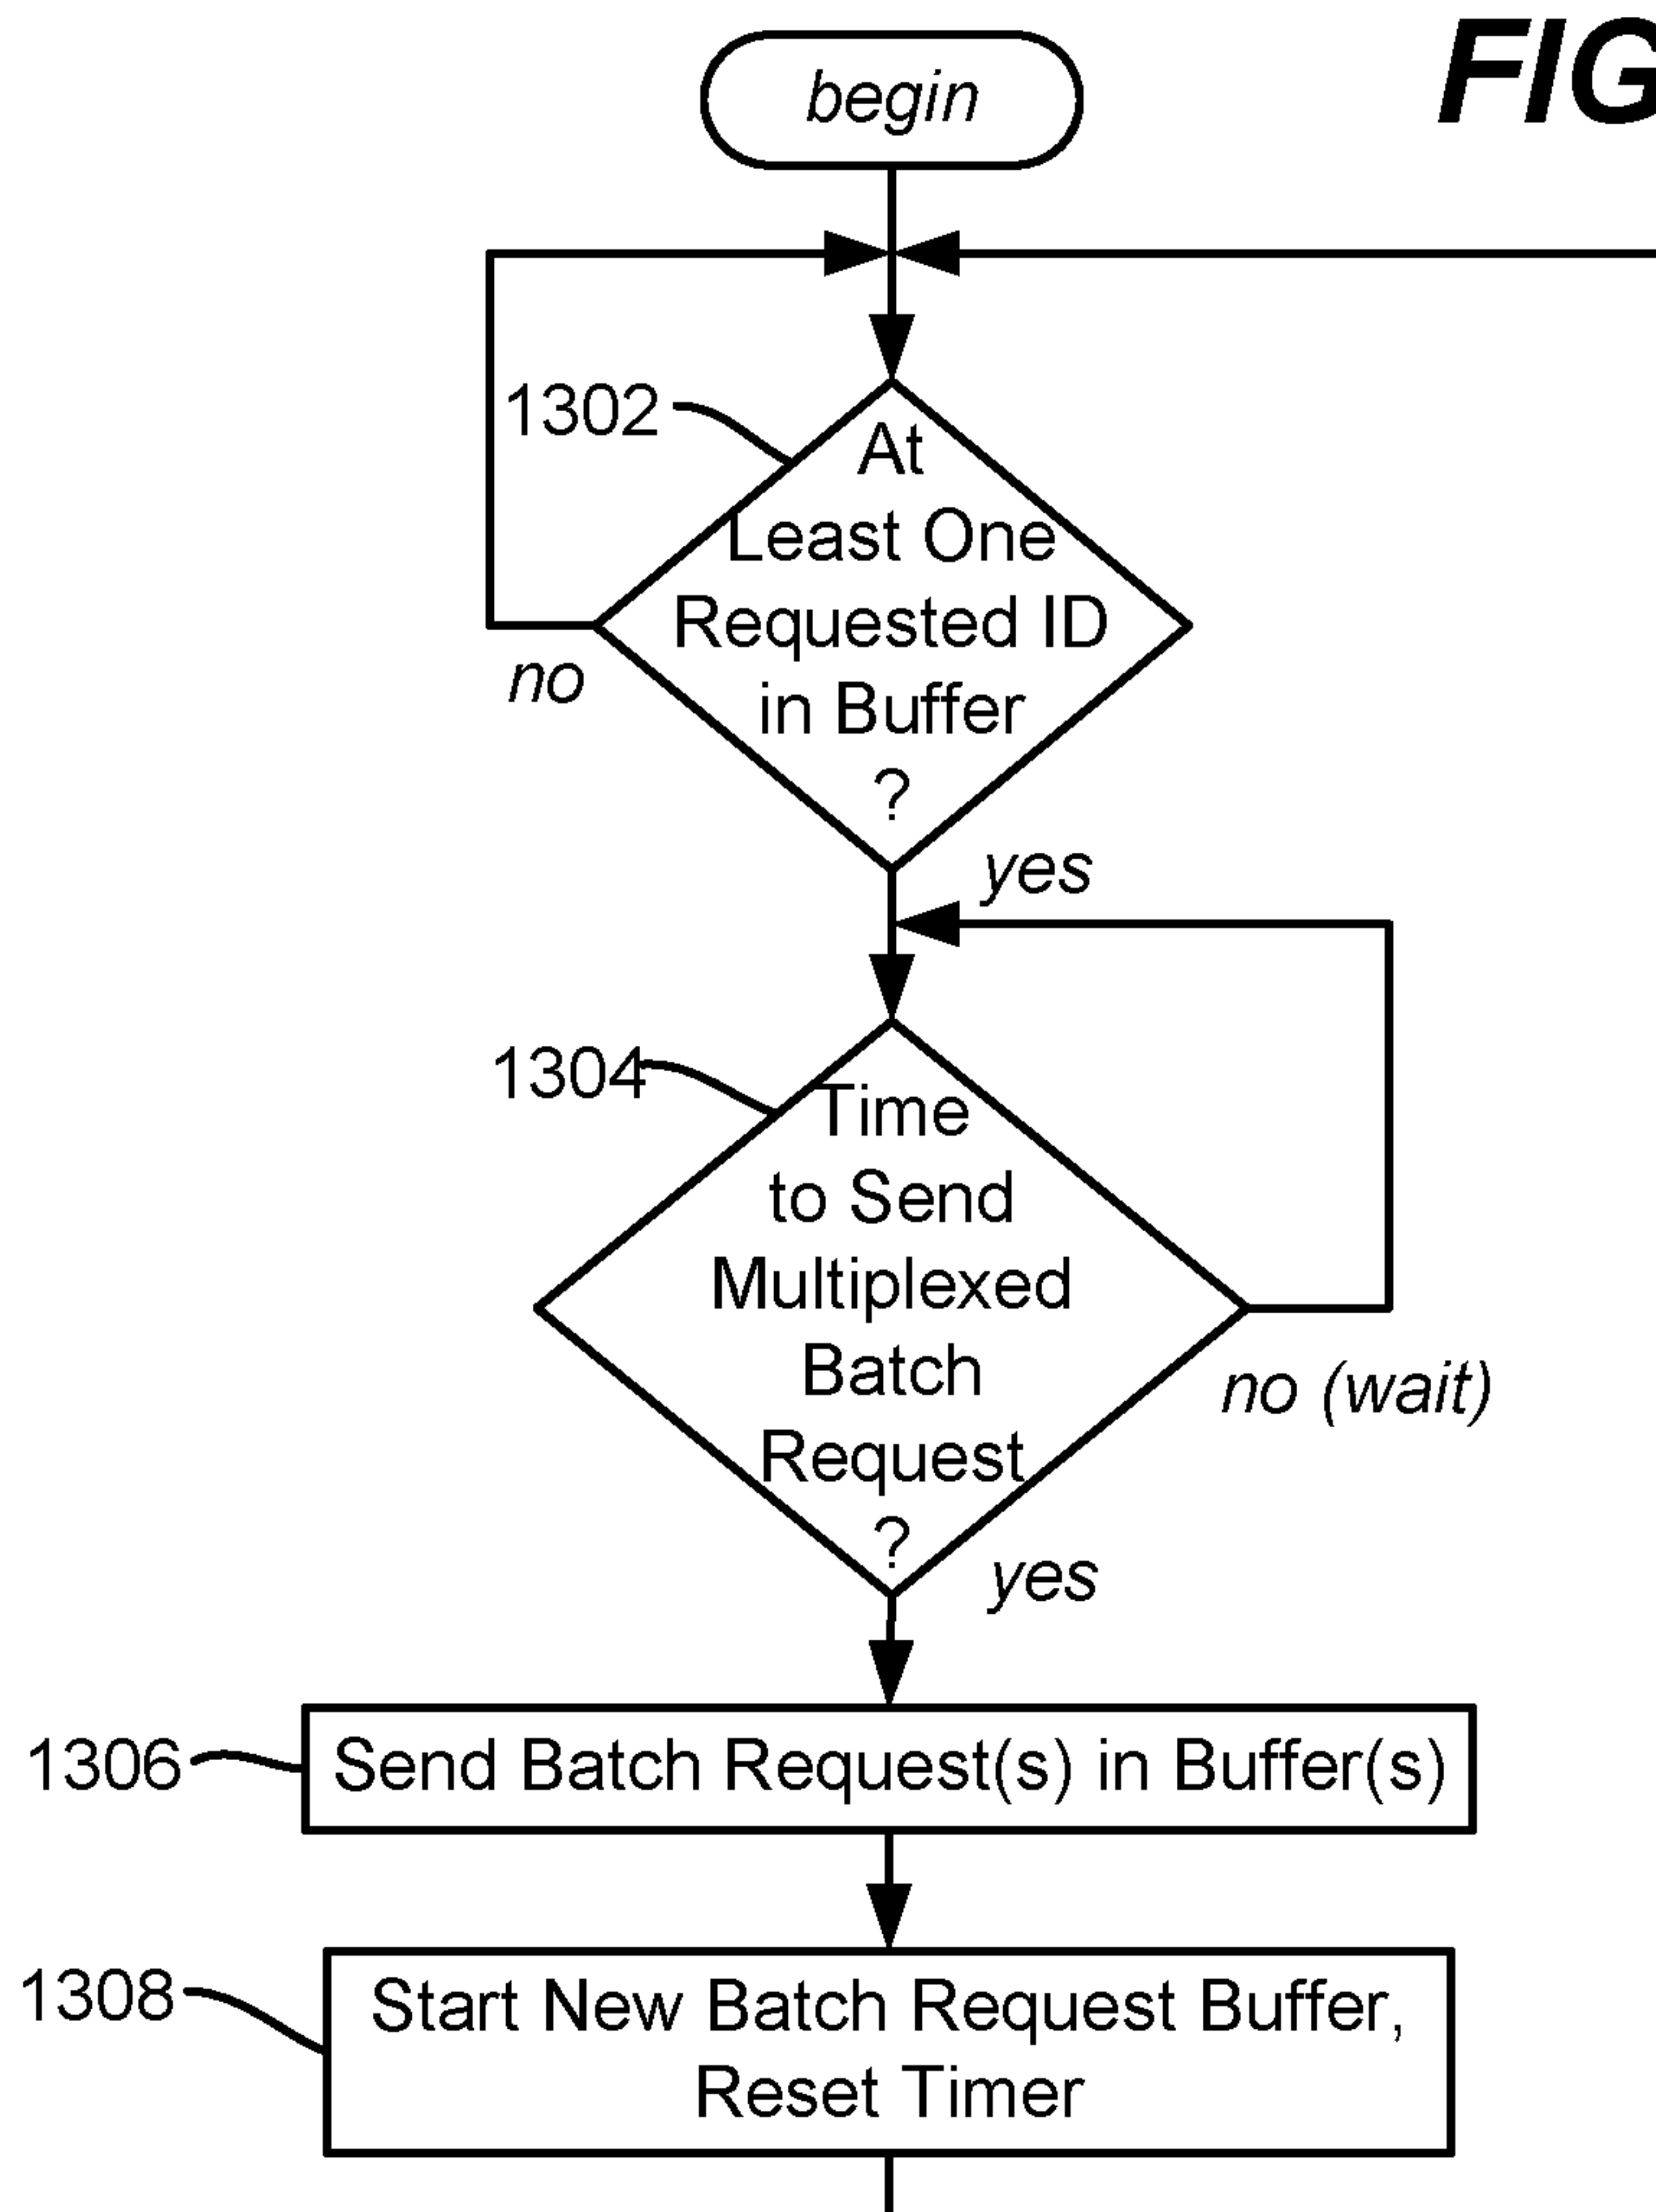 begin
FIG
1302
At
Least One
Requested ID
in Buffer
?
no
yes
1304
Time
to Send
Multiplexed
Batch
Request
?
no (wait)
yes
1306
Send Batch Request(s) in Buffer(s)
1308
Start New Batch Request Buffer,
Reset Timer